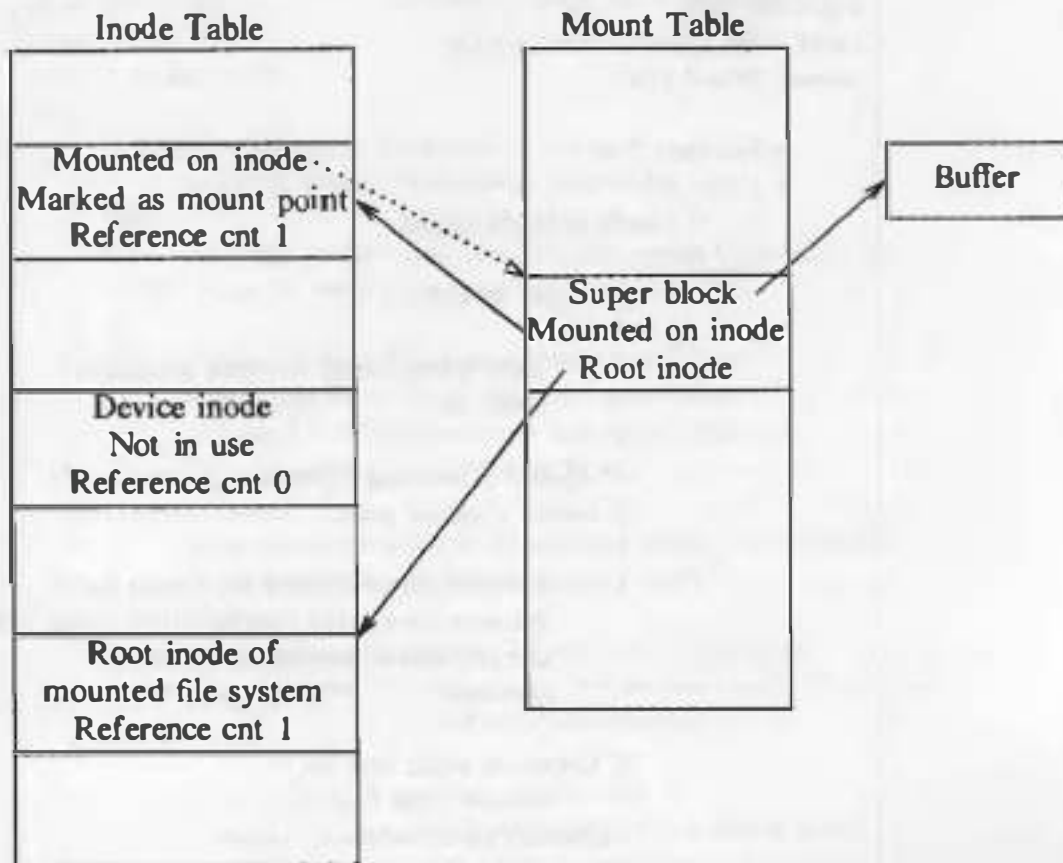 Inode Table
Mount Table
Mounted on inode
Marked as mount point
Reference cnt 1
Buffer
Super block
Mounted on inode
Root inode
Device inode
Not in use
Reference cnt 0
Root inode of
mounted file system
Reference cnt 1